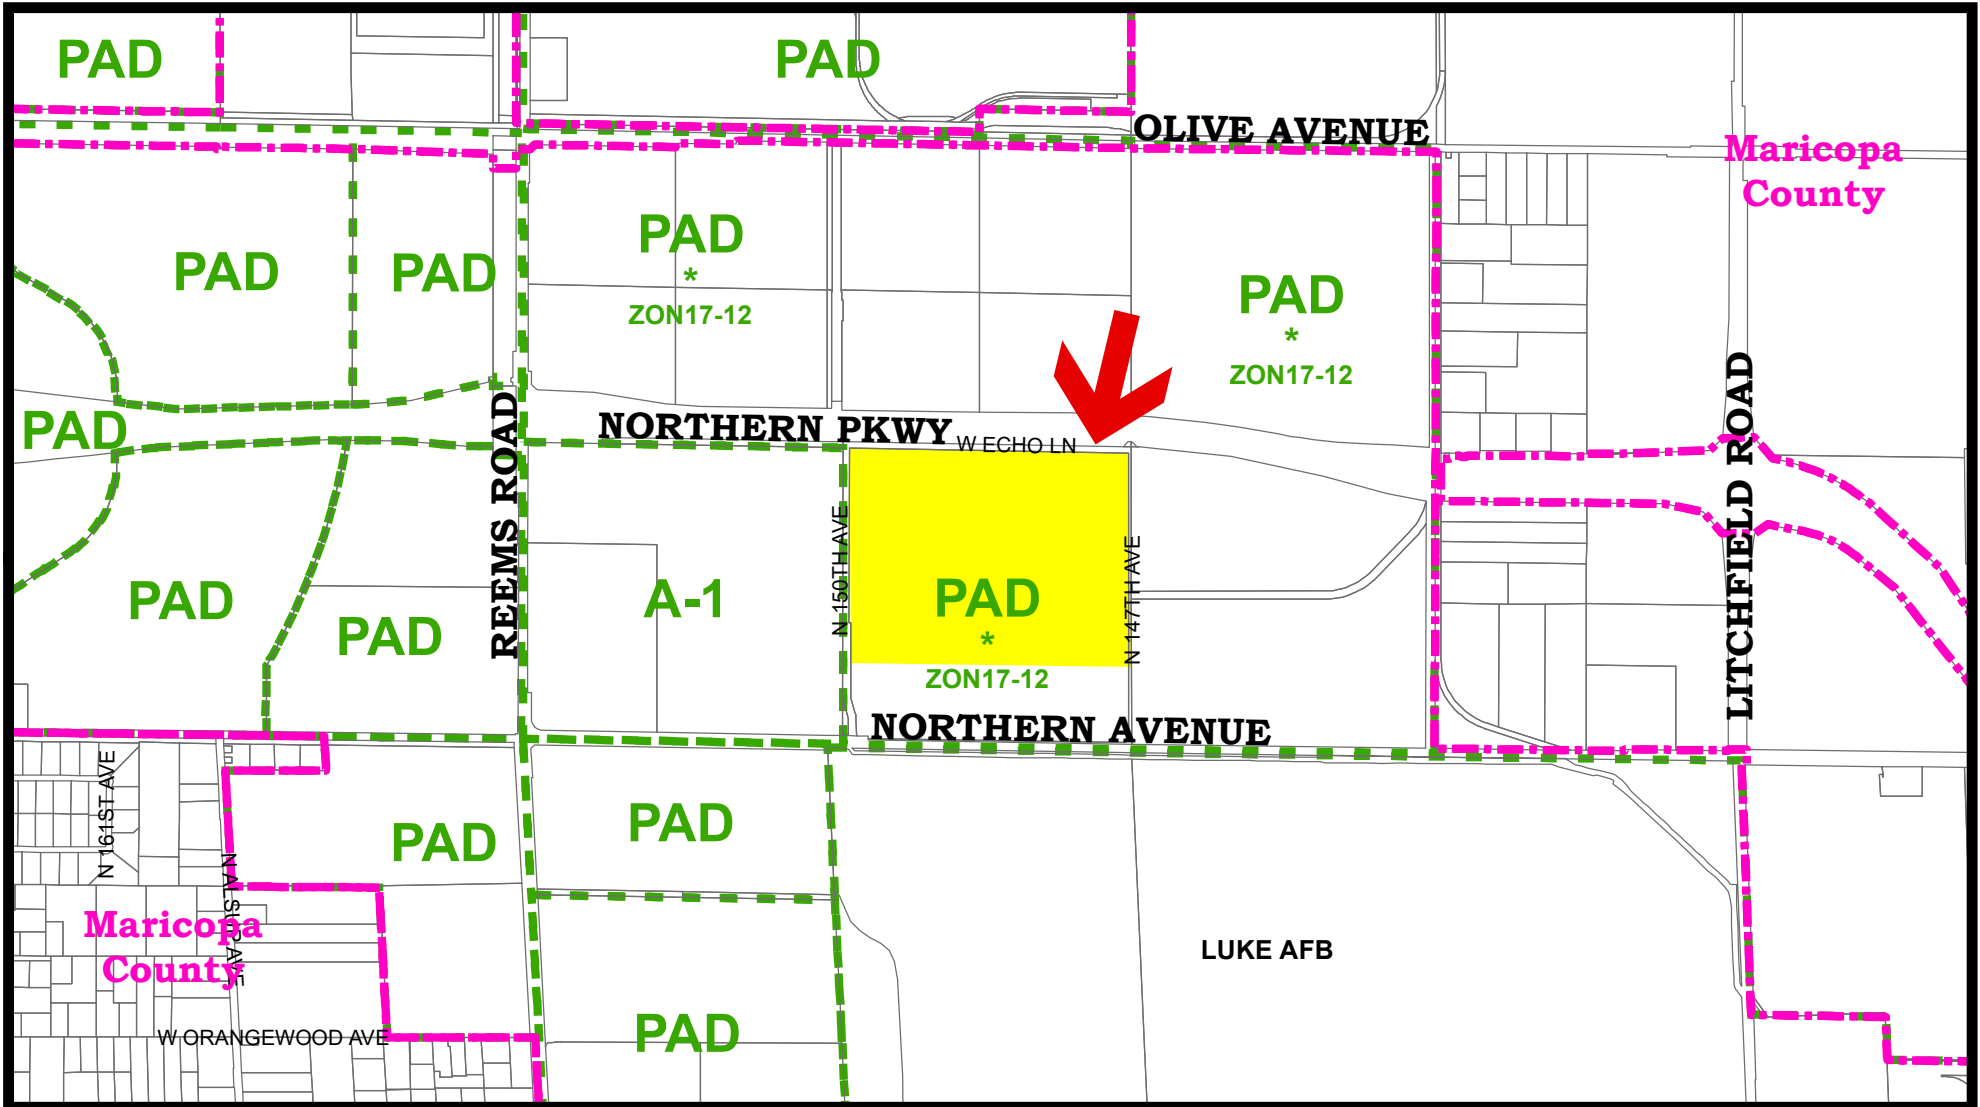 PAD
PAD
OLIVE AVENUE
Maricopa
County
PAD
*
ZON17-12
PAD
PAD
PAD
*
ZON17-12
PAD
NORTHERN PKWY
W ECHO LN
REEMS ROAD
LITCHFIELD ROAD
N 150TH AVE
N 147TH AVE
PAD
PAD
A-1
PAD
*
ZON17-12
NORTHERN AVENUE
N 161ST AVE
PAD
PAD
N ALSUP AVE
Maricopa
County
LUKE AFB
W ORANGEWOOD AVE
PAD